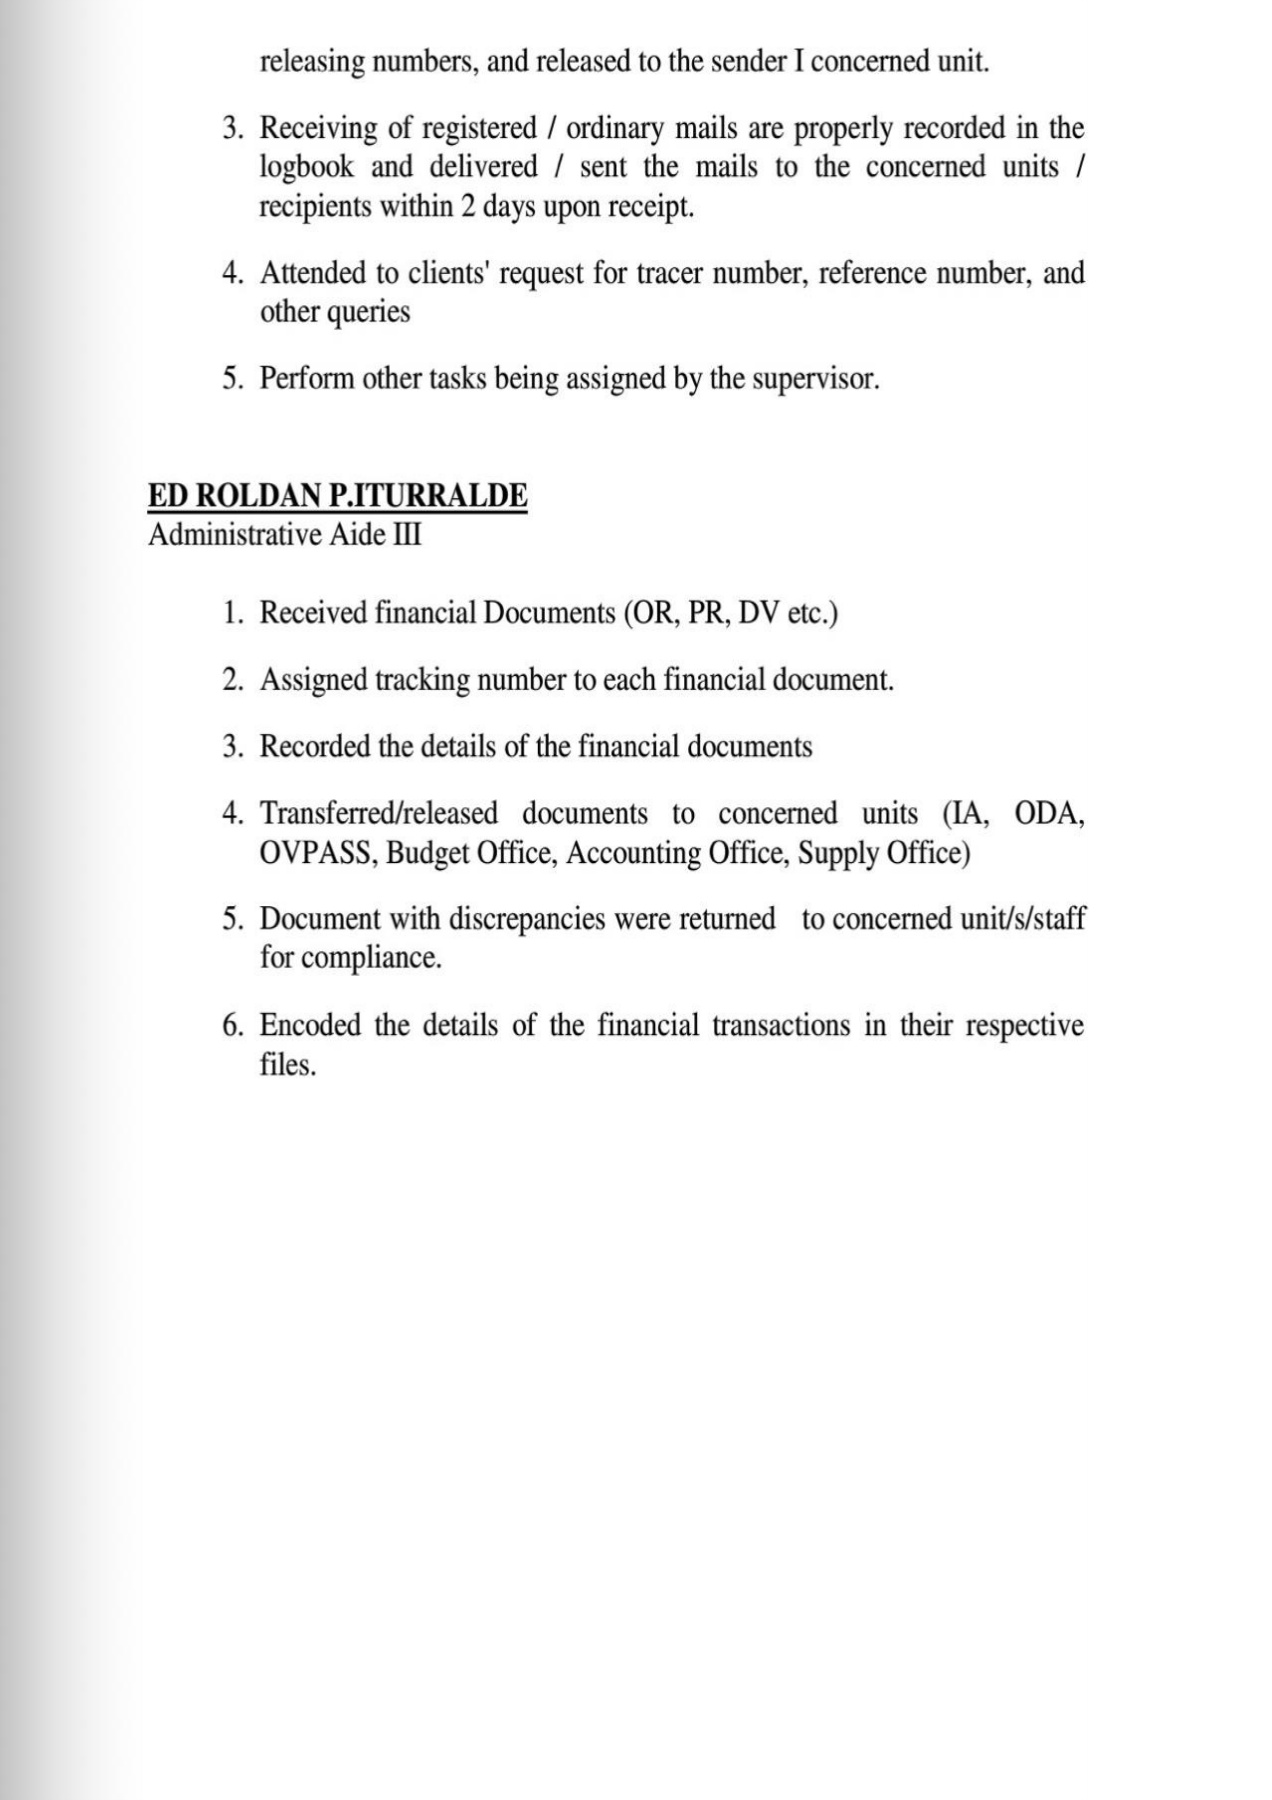 releasing numbers, and released to the sender I concerned unit.
3. Receiving of registered / ordinary mails are properly recorded in the
logbook and delivered / sent the mails to the concerned units /
recipients within 2 days upon receipt.
4. Attended to clients' request for tracer number, reference number, and
other queries
5. Perform other tasks being assigned by the supervisor.
ED ROLDAN P.ITURRALDE
Administrative Aide III
1. Received financial Documents (OR, PR, DV etc.)
2. Assigned tracking number to each financial document.
3. Recorded the details of the financial documents
4. Transferred/released documents to concerned units (IA, ODA,
OVPASS, Budget Office, Accounting Office, Supply Office)
5. Document with discrepancies were returned to concerned unit/s/staff
for compliance.
6. Encoded the details of the financial transactions in their respective
files.